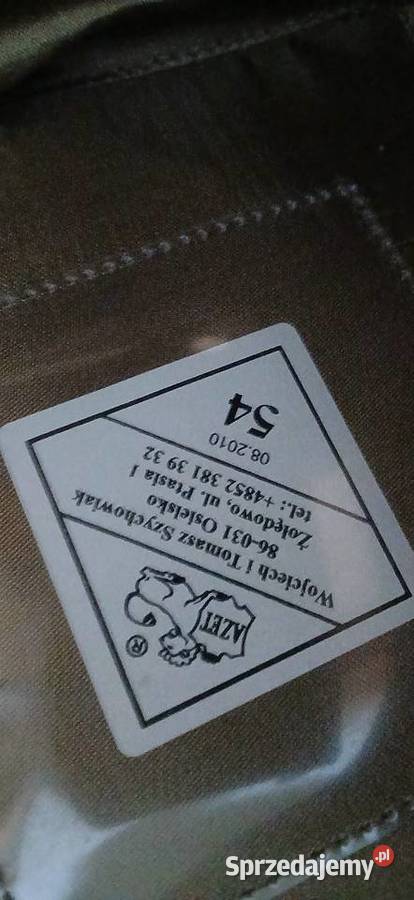 AZET
®
Wojciech i Tomasz Szychowiak
86-031 Osielsko
Żołędowo, ul. Ptasia 1
tel.: +4852 381 39 32
08.2010
54
Sprzedajemy.pl